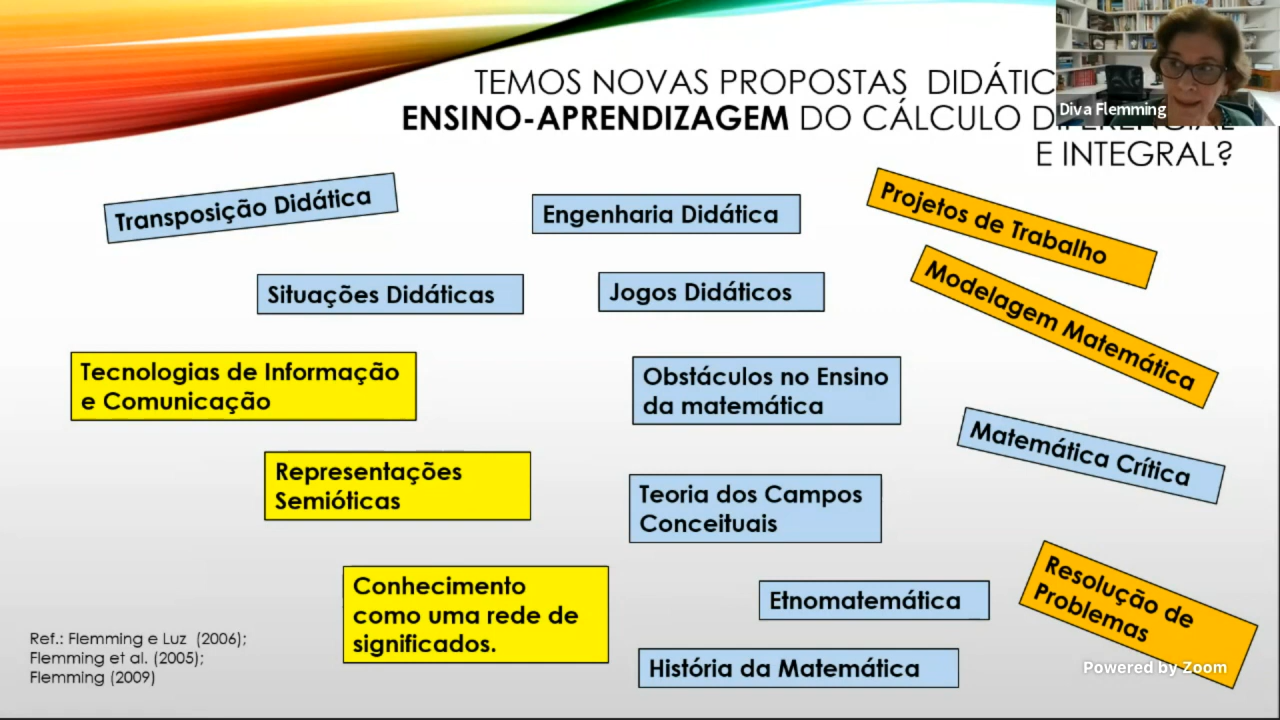 TEMOS NOVAS PROPOSTAS
ENSINO-APRENDIZAGEM DO CÁLCULO
E INTEGRAL?
Diva Flemming
Transposição Didática
Engenharia Didática
Projetos de Trabalho
Situações Didáticas
Jogos Didáticos
Modelagem Matemática
Tecnologias de Informação
e Comunicação
Obstáculos no Ensino
da matemática
Matemática Crítica
Representações
Semióticas
Teoria dos Campos
Conceituais
Conhecimento
como uma rede de
significados.
Etnomatemática
Resolução de
Problemas
História da Matemática
Ref.: Flemming e Luz (2006);
Flemming et al. (2005);
Flemming (2009)
Powered by Zoom